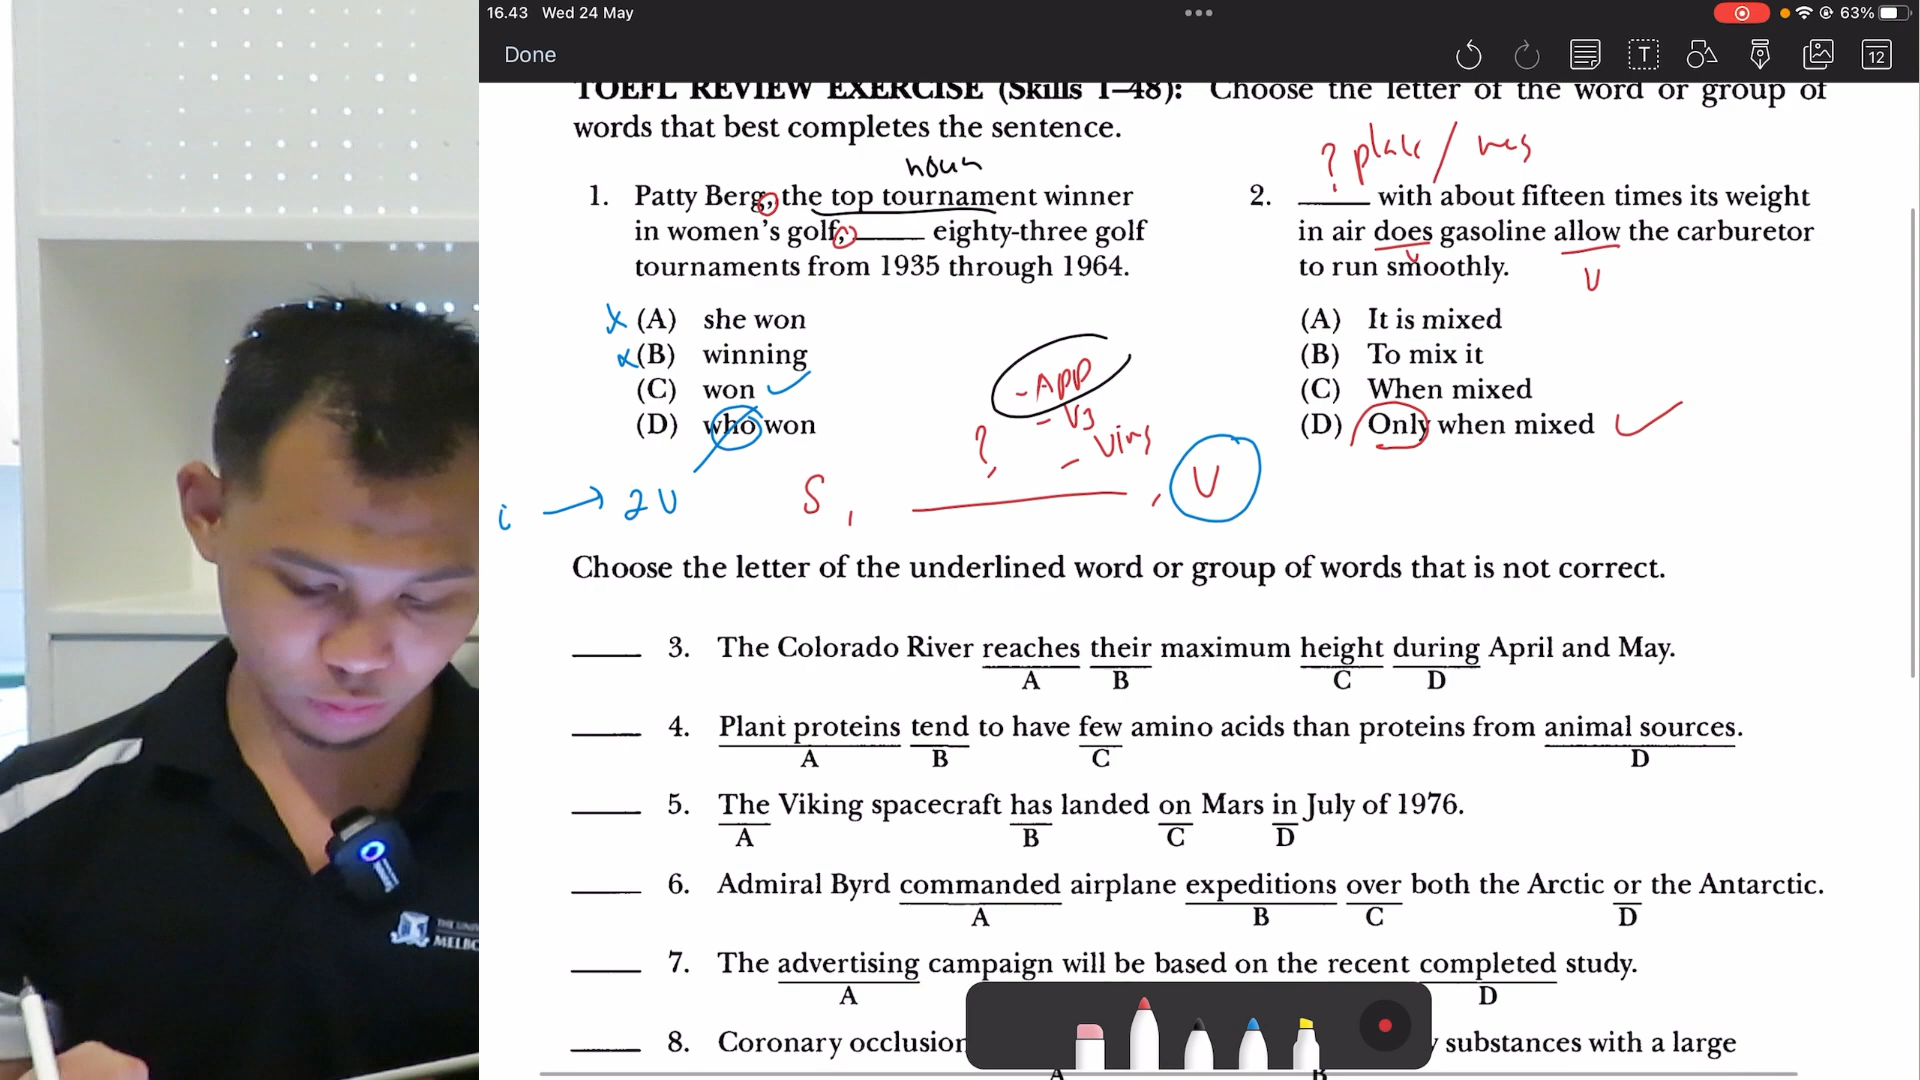 16.43 Wed 24 May
63%
Done
T
12
TOEFL REVIEW EXERCISE (Skills 1–48): Choose the letter of the word or group of
words that best completes the sentence.
noun
1. Patty Berg, the top tournament winner
in women's golf, ____ eighty-three golf
tournaments from 1935 through 1964.
x (A) she won
x (B) winning
(C) won
(D) who won
→ 2V
? /
2. ____ with about fifteen times its weight
in air does gasoline allow the carburetor
to run smoothly.
V
V
(A) It is mixed
(B) To mix it
(C) When mixed
(D) Only when mixed
- APP
- V3
- Ving
?
S, ____, V
Choose the letter of the underlined word or group of words that is not correct.
____ 3. The Colorado River reaches their maximum height during April and May.
A B C D
____ 4. Plant proteins tend to have few amino acids than proteins from animal sources.
A B C D
____ 5. The Viking spacecraft has landed on Mars in July of 1976.
A B C D
____ 6. Admiral Byrd commanded airplane expeditions over both the Arctic or the Antarctic.
A B C D
____ 7. The advertising campaign will be based on the recent completed study.
A D
____ 8. Coronary substances with a large
A B
MELBO